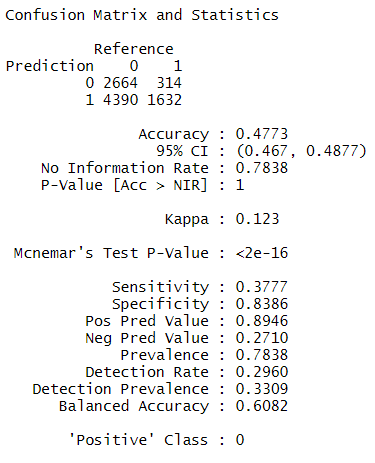 Confusion Matrix and Statistics
Reference
Prediction 0 1
0 2664 314
1 4390 1632
Accuracy : 0.4773
95% CI : (0.467, 0.4877)
No Information Rate : 0.7838
P-Value [Acc > NIR] : 1
Kappa : 0.123
Mcnemar's Test P-Value : <2e-16
Sensitivity : 0.3777
Specificity : 0.8386
Pos Pred Value : 0.8946
Neg Pred Value : 0.2710
Prevalence : 0.7838
Detection Rate : 0.2960
Detection Prevalence : 0.3309
Balanced Accuracy : 0.6082
'Positive' Class : 0